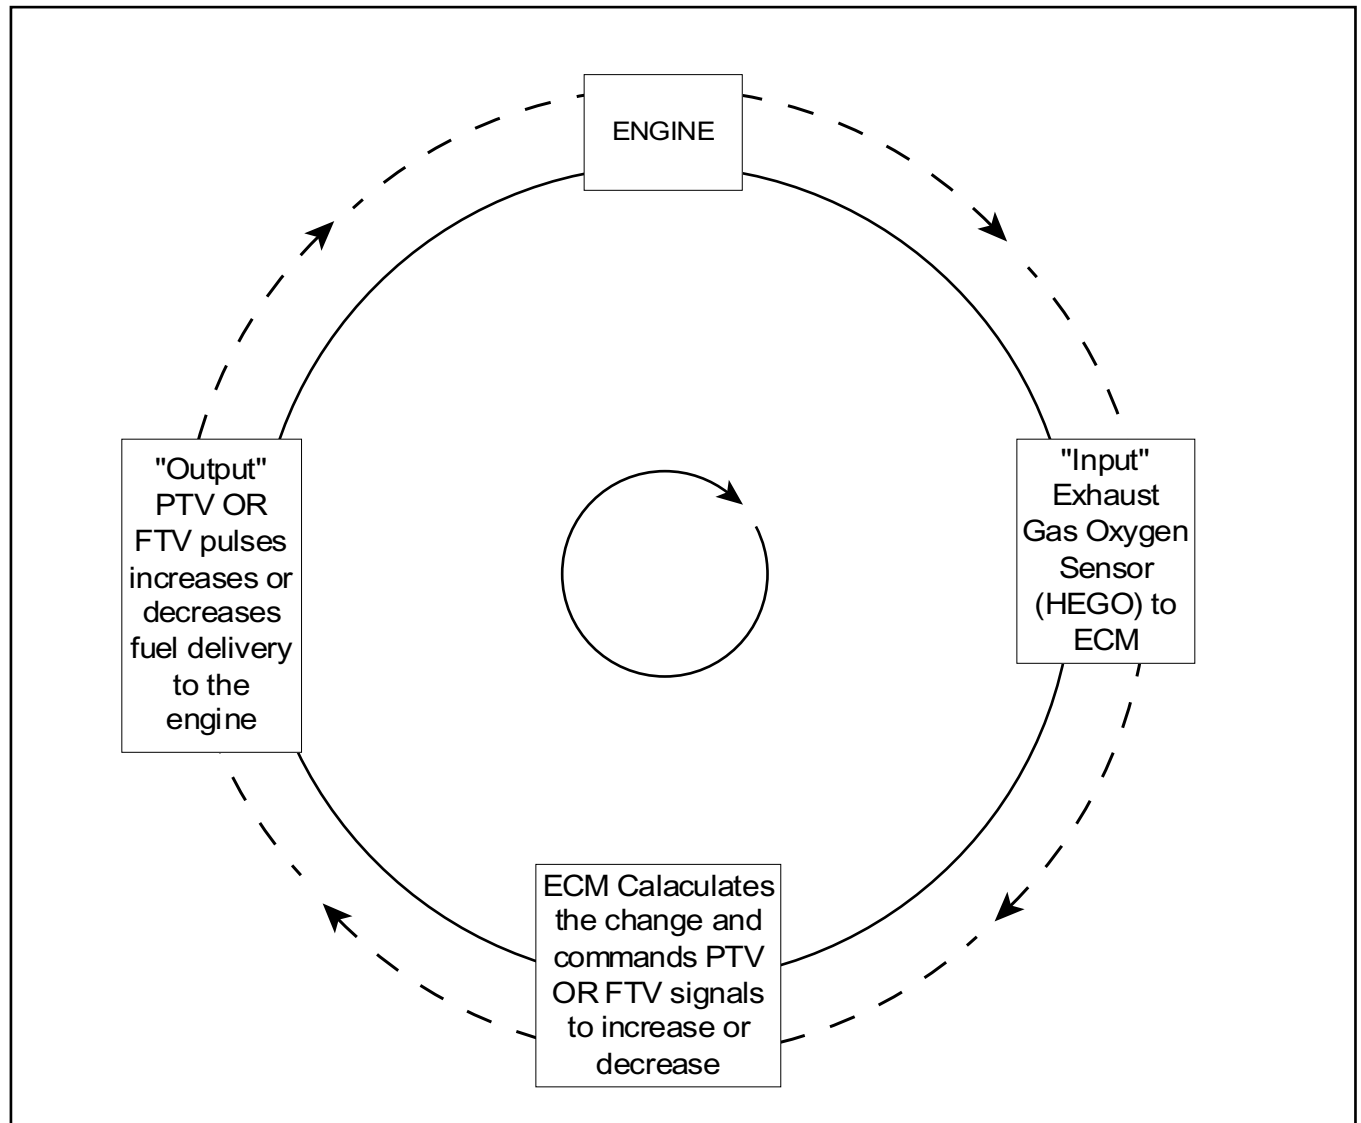 ENGINE
"Output"
PTV OR
FTV pulses
increases or
decreases
fuel delivery
to the
engine
"Input"
Exhaust
Gas Oxygen
Sensor
(HEGO) to
ECM
ECM Calaculates
the change and
commands PTV
OR FTV signals
to increase or
decrease